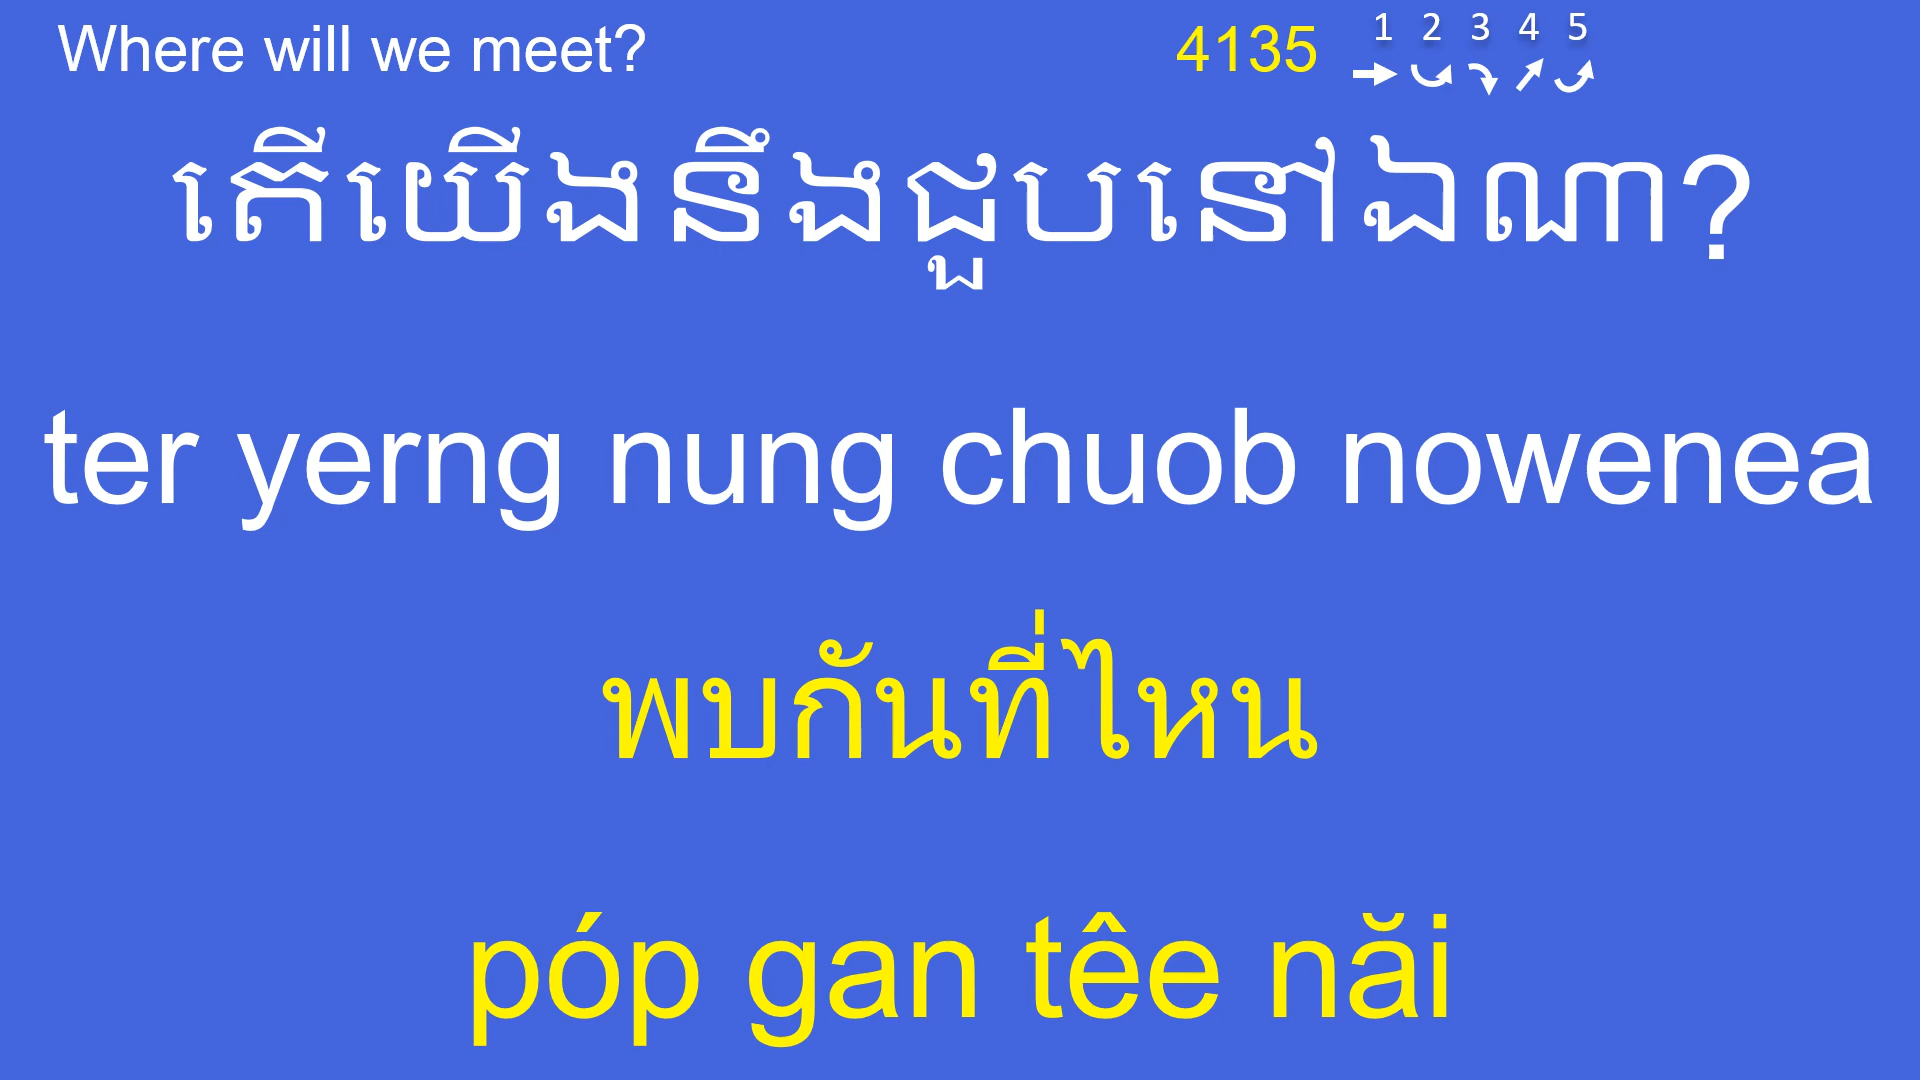 Where will we meet? 4135 1 2 3 4 5
តើយើងនឹងជួបនៅឯណា?
ter yerng nung chuob nowenea
พบกันที่ไหน
póp gan têe năi